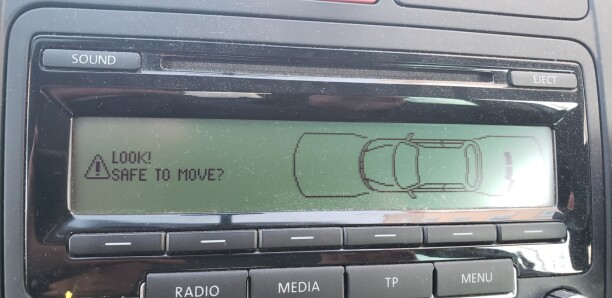 SOUND
EJECT
LOOK!
SAFE TO MOVE?
RADIO
MEDIA
TP
MENU